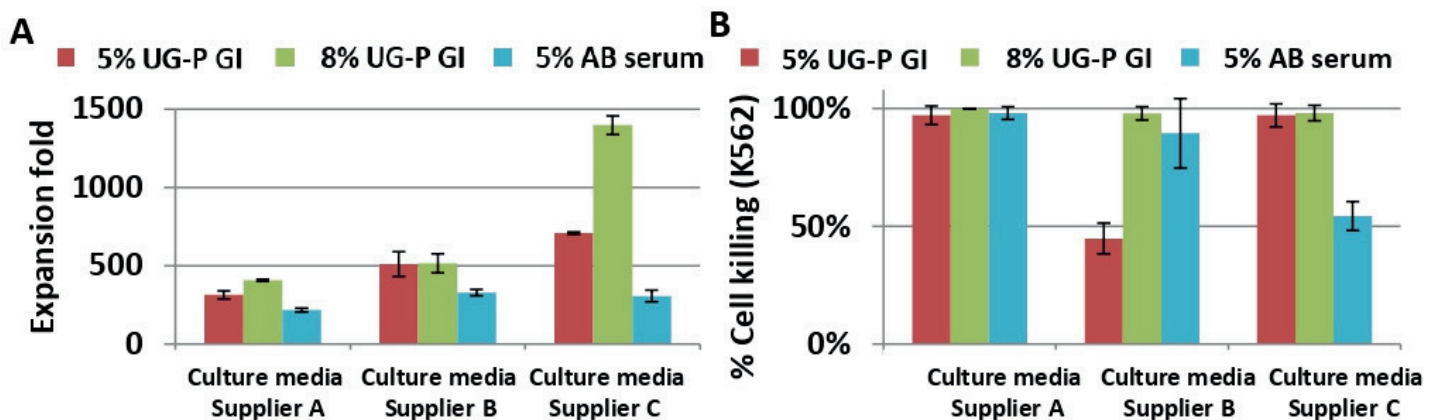 A
5% UG-P GI 8% UG-P GI 5% AB serum
Expansion fold
1500
1000
500
0
Culture media Supplier A
Culture media Supplier B
Culture media Supplier C
B
5% UG-P GI 8% UG-P GI 5% AB serum
% Cell killing (K562)
100%
50%
0%
Culture media Supplier A
Culture media Supplier B
Culture media Supplier C